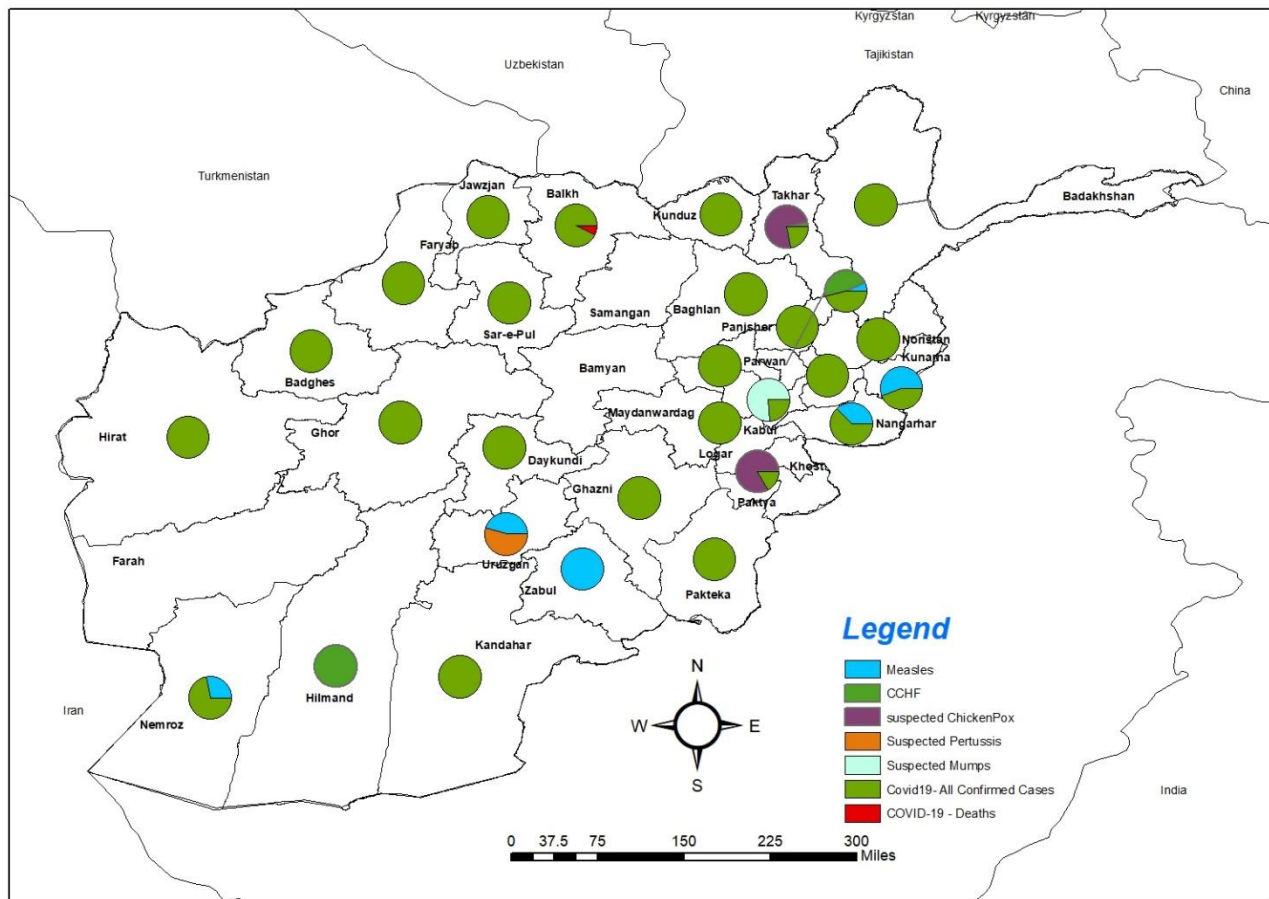 Kyrgyzstan
Kyrgyzstan
Uzbekistan
Tajikistan
China
Turkmenistan
Jawzjan
Balkh
Kunduz
Takhar
Badakhshan
Faryab
Samangan
Baghlan
Sar-e-Pul
Panjsher
Noristan
Kunarha
Badghes
Bamyan
Parwan
Maydanwardag
Kabul
Nangarhar
Hirat
Ghor
Logar
Daykundi
Khost
Ghazni
Paktya
Farah
Uruzgan
Zabul
Pakteka
Kandahar
Hilmand
Nemroz
Iran
India
N
W
E
S
Legend
Measles
CCHF
suspected ChickenPox
Suspected Pertussis
Suspected Mumps
Covid19- All Confirmed Cases
COVID-19 - Deaths
0 37.5 75 150 225 300
Miles